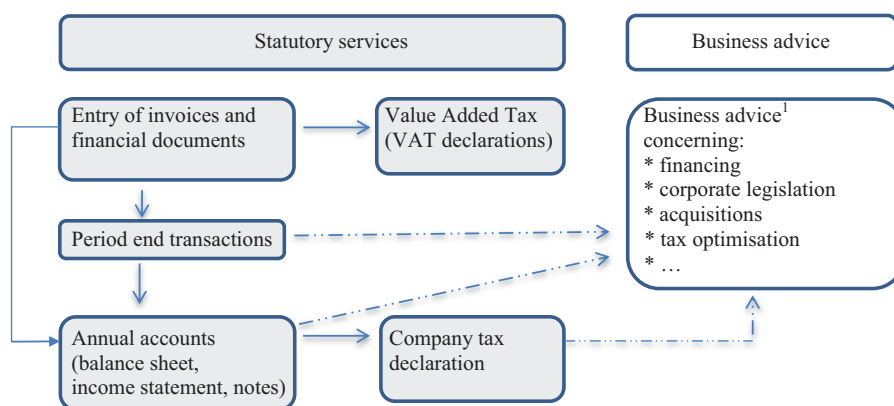 Statutory services
Business advice
Entry of invoices and
financial documents
Value Added Tax
(VAT declarations)
Business advice¹
concerning:
* financing
* corporate legislation
* acquisitions
* tax optimisation
* …
Period end transactions
Annual accounts
(balance sheet,
income statement, notes)
Company tax
declaration